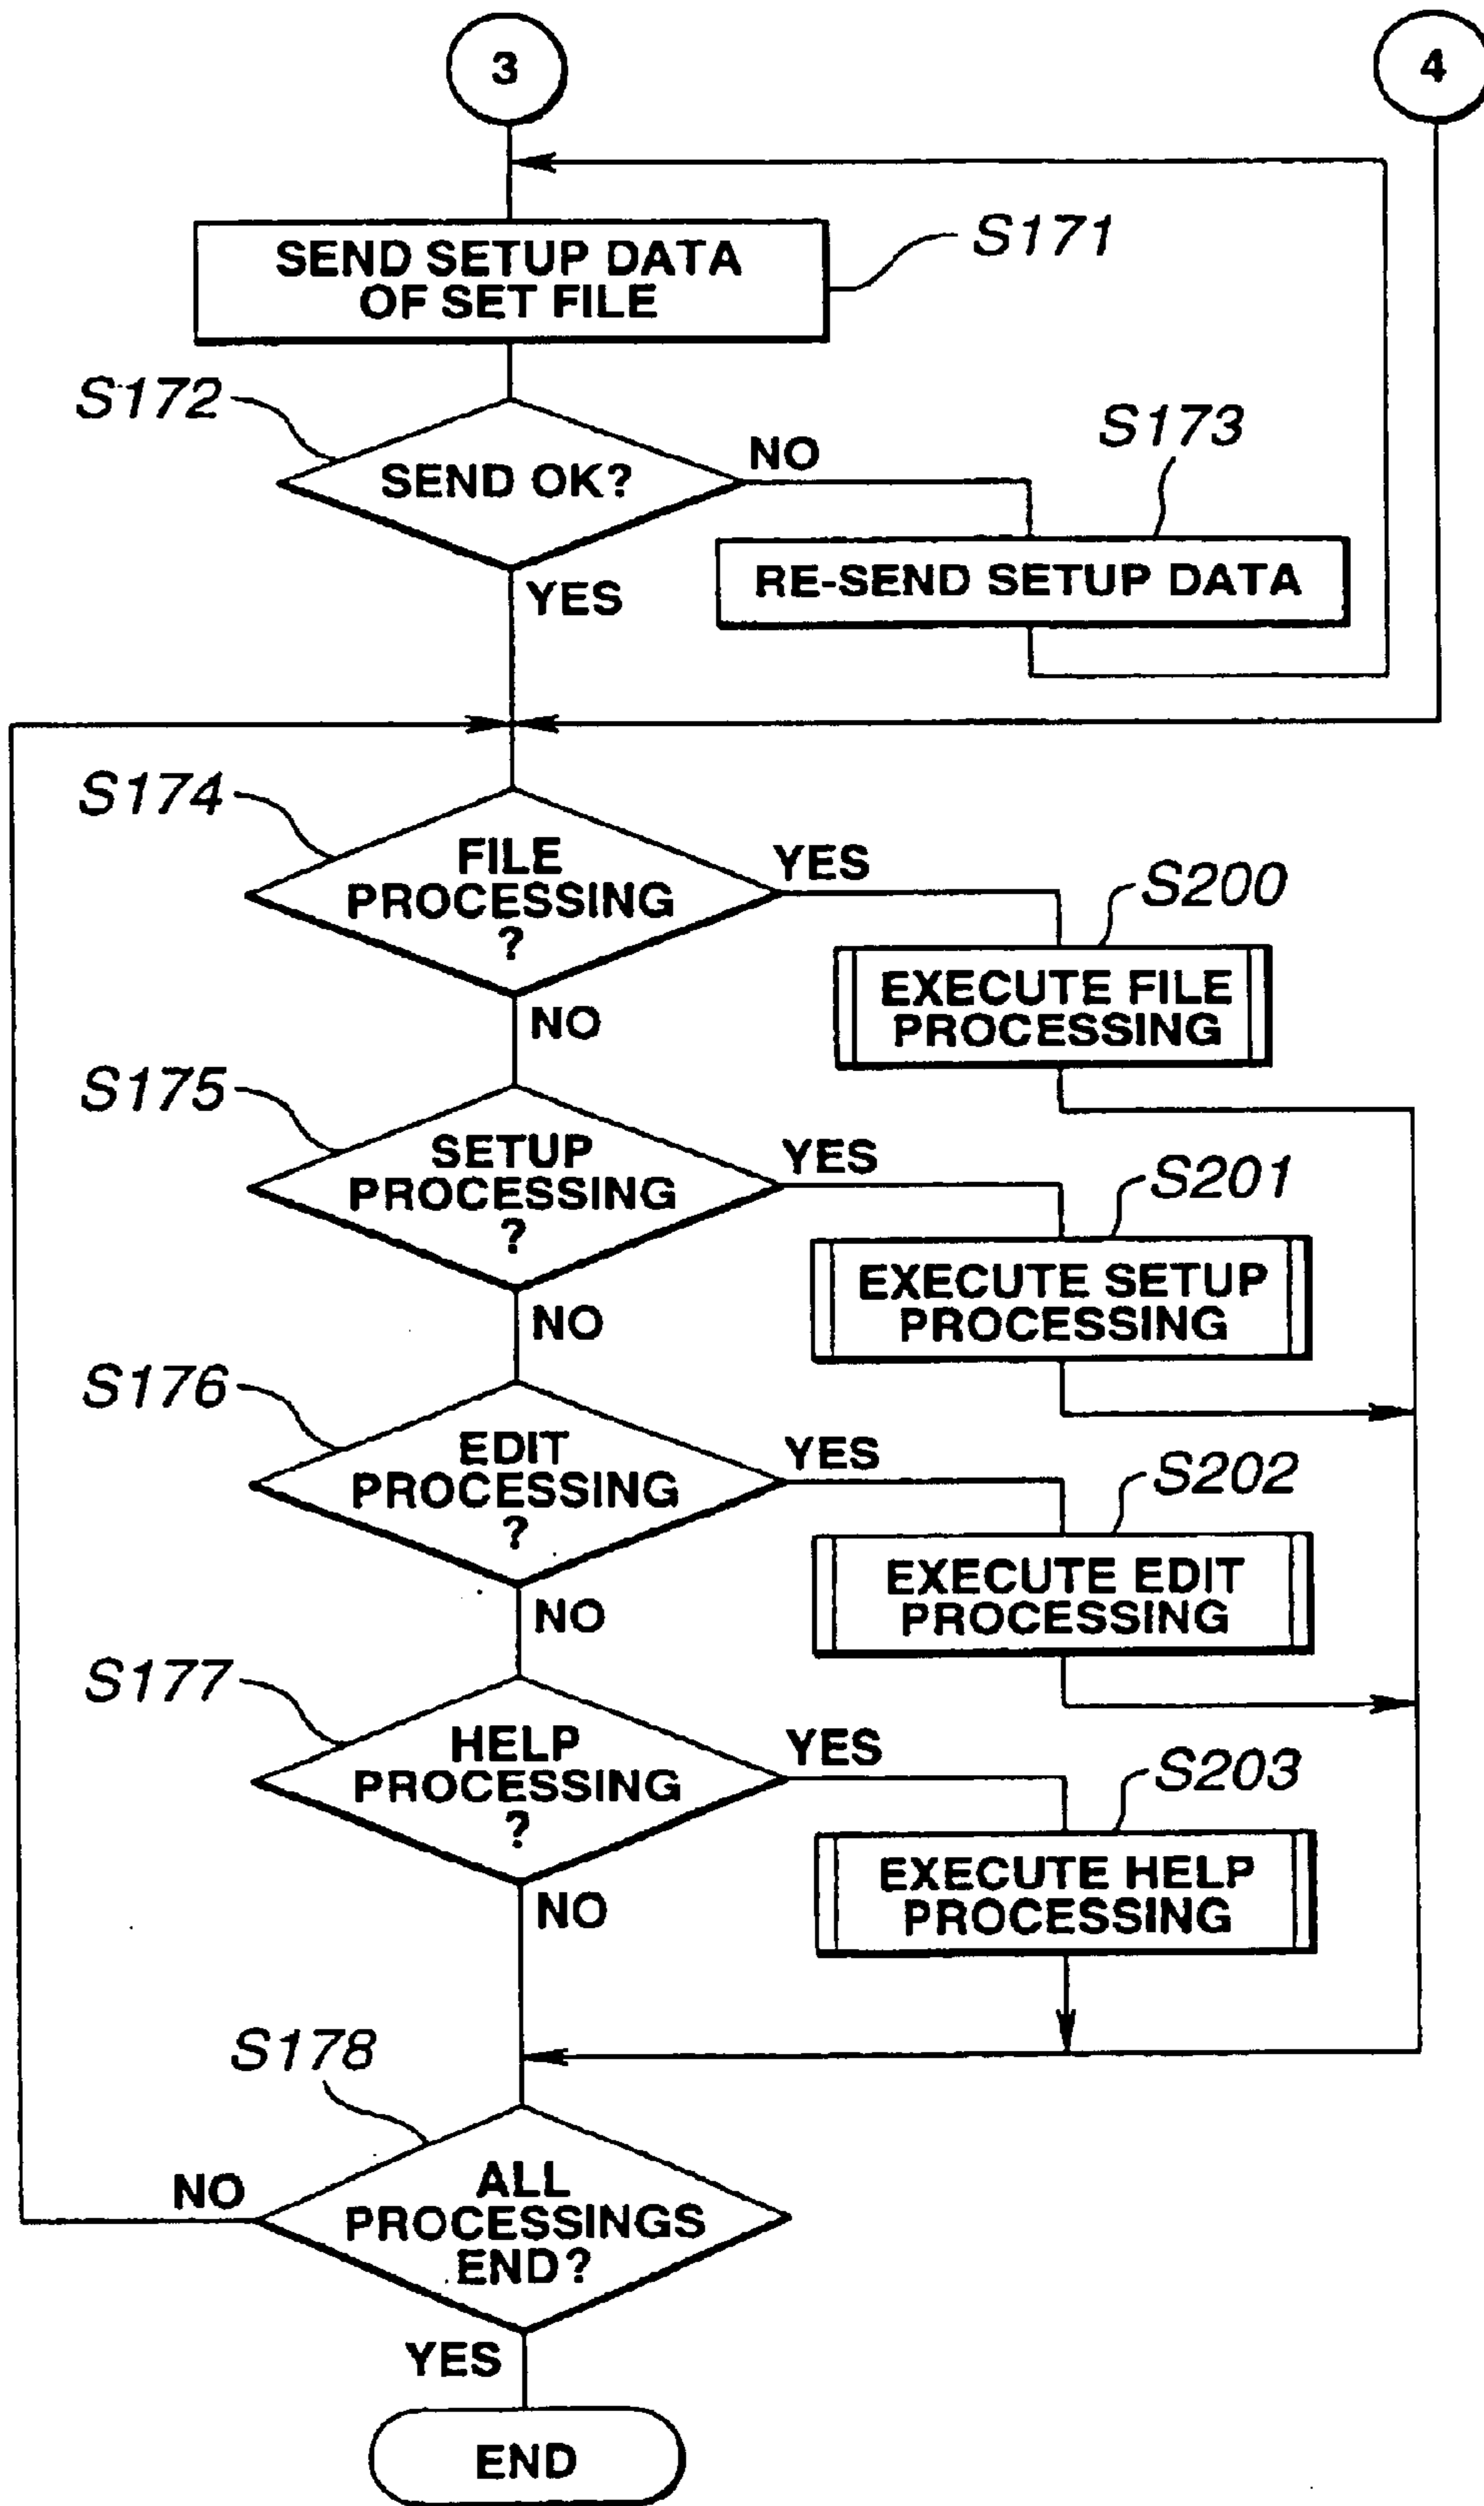 3
4
SEND SETUP DATA
OF SET FILE
S171
S172
SEND OK?
NO
S173
RE-SEND SETUP DATA
YES
S174
FILE
PROCESSING
?
YES
S200
EXECUTE FILE
PROCESSING
NO
S175
SETUP
PROCESSING
?
YES
S201
EXECUTE SETUP
PROCESSING
NO
S176
EDIT
PROCESSING
?
YES
S202
EXECUTE EDIT
PROCESSING
NO
S177
HELP
PROCESSING
?
YES
S203
EXECUTE HELP
PROCESSING
NO
S178
ALL
PROCESSINGS
END?
NO
YES
END